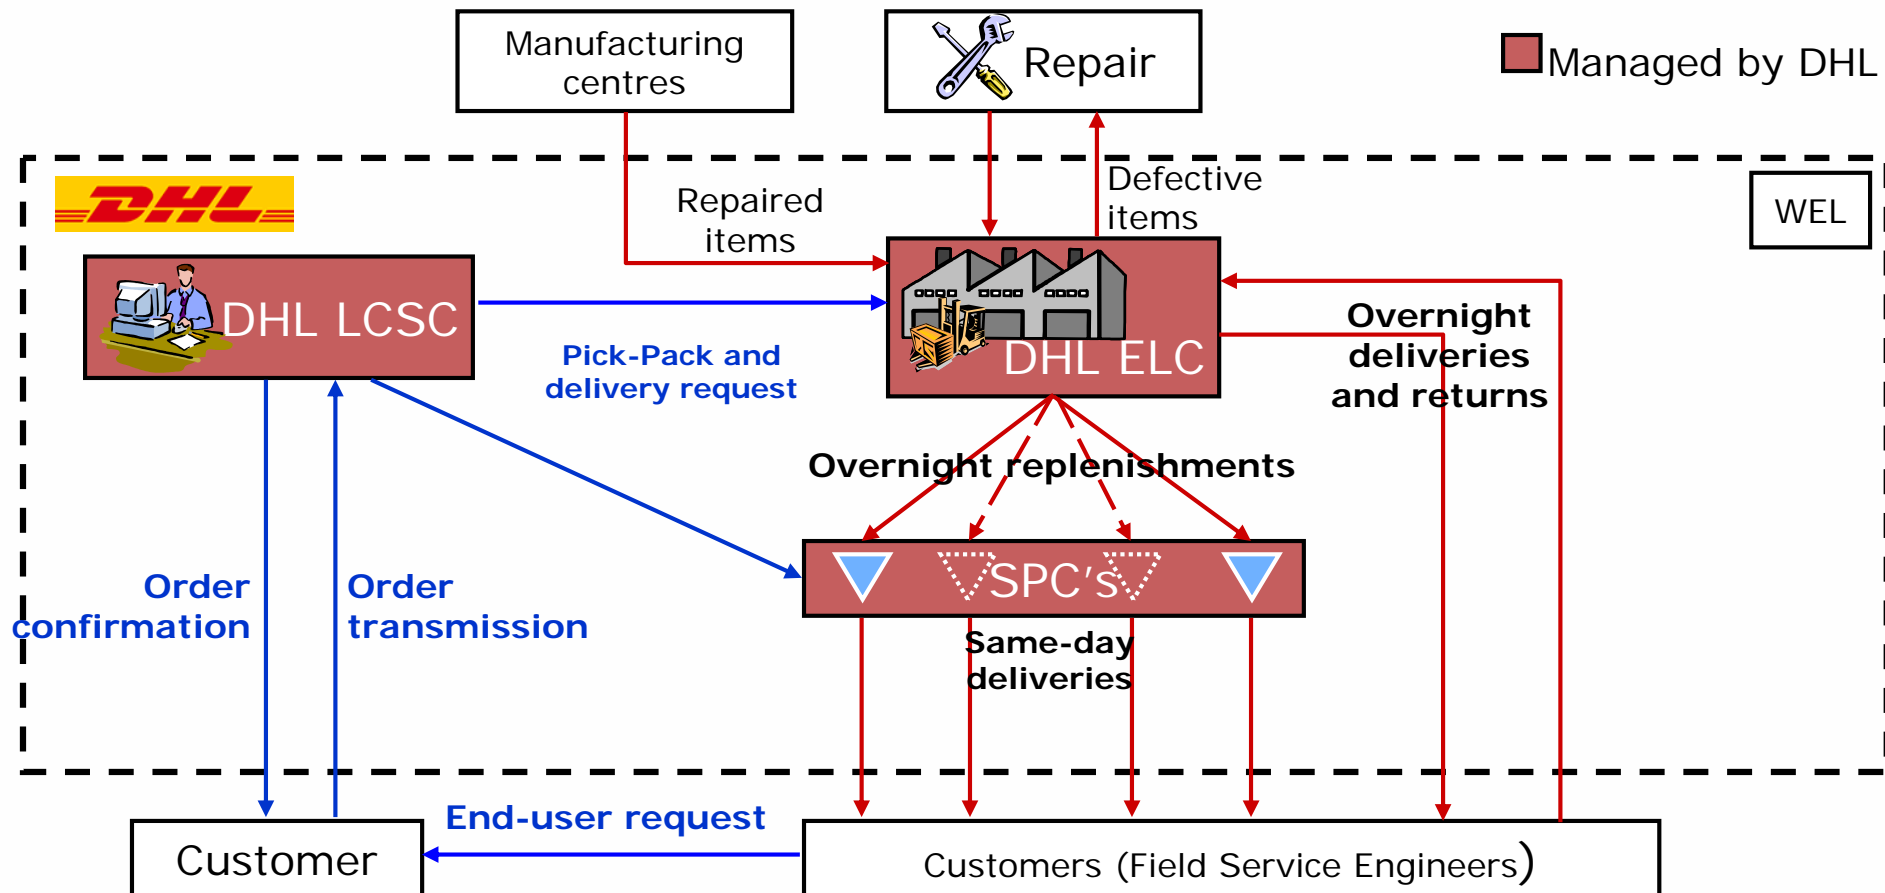 Manufacturing
centres
Repair
Managed by DHL
DHL
Repaired
items
Defective
items
WEL
DHL LCSC
Pick-Pack and
delivery request
DHL ELC
Overnight
deliveries
and returns
Overnight replenishments
SPC's
Order
confirmation
Order
transmission
Same-day
deliveries
End-user request
Customer
Customers (Field Service Engineers)